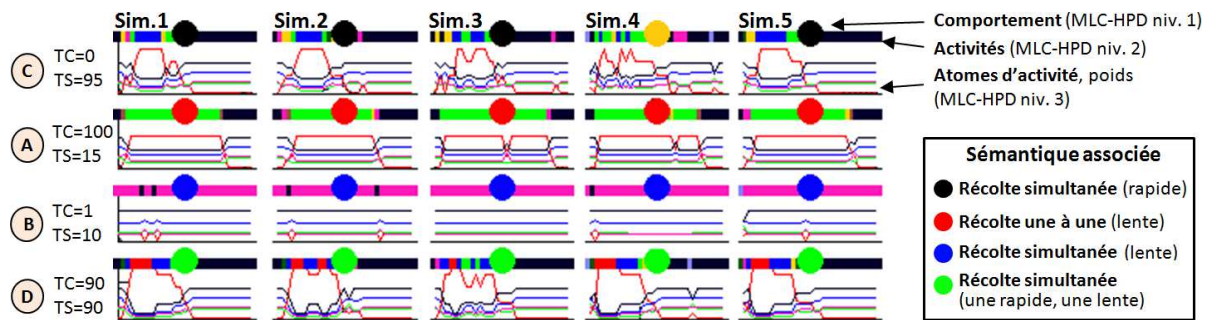 Sim.1 Sim.2 Sim.3 Sim.4 Sim.5
Comportement (MLC-HPD niv. 1)
Activités (MLC-HPD niv. 2)
Atomes d'activité, poids
(MLC-HPD niv. 3)
C
TC=0
TS=95
A
TC=100
TS=15
B
TC=1
TS=10
D
TC=90
TS=90
Sémantique associée
Récolte simultanée (rapide)
Récolte une à une (lente)
Récolte simultanée (lente)
Récolte simultanée
(une rapide, une lente)